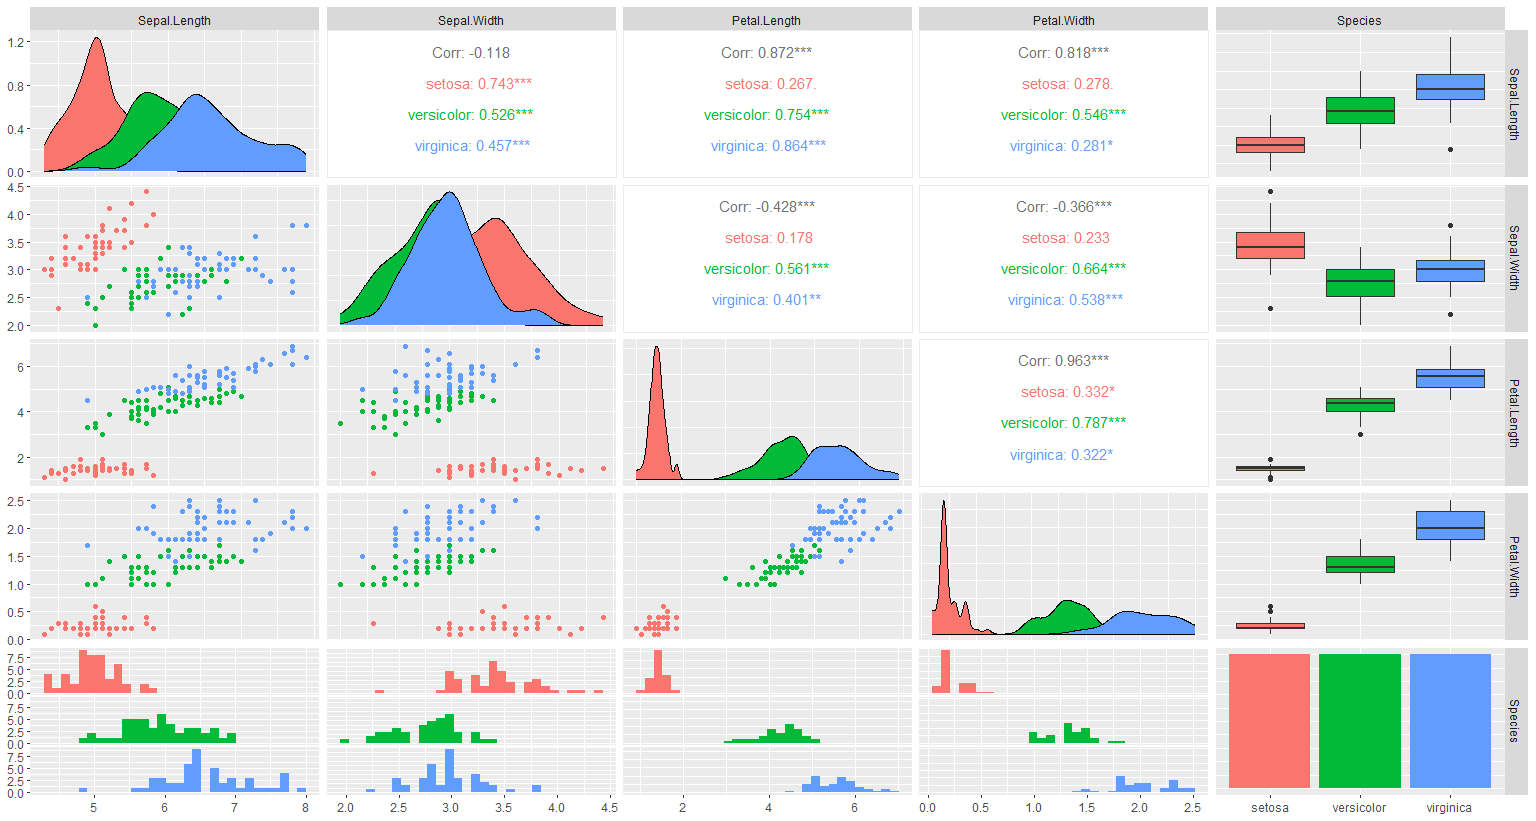 Sepal.Length
Sepal.Width
Petal.Length
Petal.Width
Species
1.2
0.8
0.4
0.0
Corr: -0.118
setosa: 0.743***
versicolor: 0.526***
virginica: 0.457***
Corr: 0.872***
setosa: 0.267.
versicolor: 0.754***
virginica: 0.864***
Corr: 0.818***
setosa: 0.278.
versicolor: 0.546***
virginica: 0.281*
Sepal.Length
4.5
4.0
3.5
3.0
2.5
2.0
Corr: -0.428***
setosa: 0.178
versicolor: 0.561***
virginica: 0.401**
Corr: -0.366***
setosa: 0.233
versicolor: 0.664***
virginica: 0.538***
Sepal.Width
6
4
2
Corr: 0.963***
setosa: 0.332*
versicolor: 0.787***
virginica: 0.322*
Petal.Length
2.5
2.0
1.5
1.0
0.5
0.0
Petal.Width
7.5
5.0
2.5
0.0
7.5
5.0
2.5
0.0
7.5
5.0
2.5
0.0
Species
5 6 7 8
2.0 2.5 3.0 3.5 4.0 4.5
2 4 6
0.0 0.5 1.0 1.5 2.0 2.5
setosa versicolor virginica